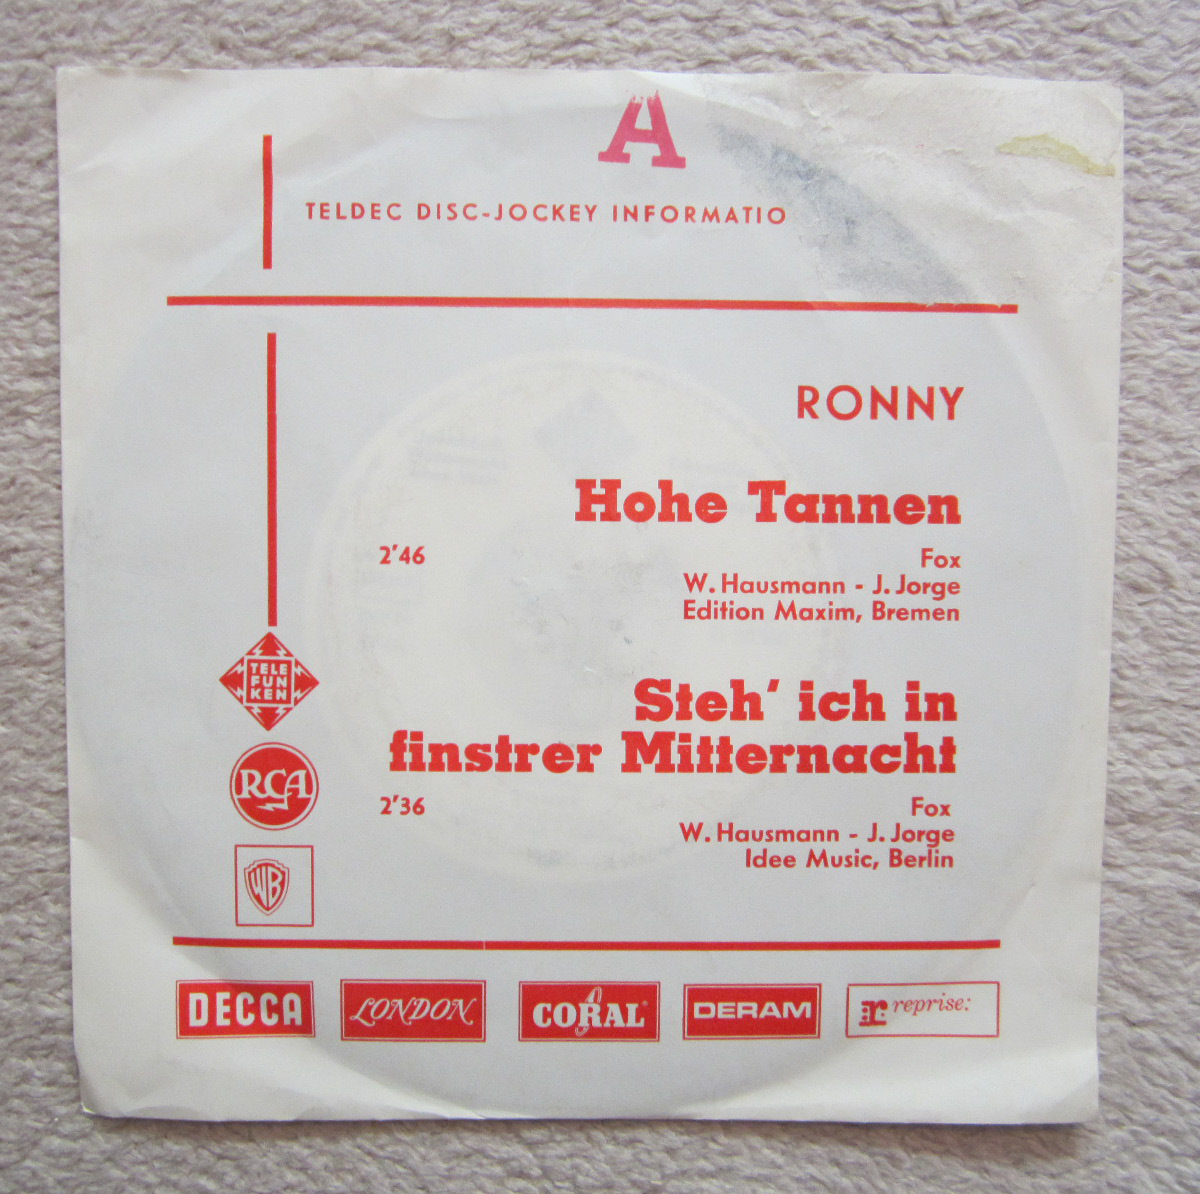 A
TELDEC DISC-JOCKEY INFORMATIO
RONNY
Hohe Tannen
2'46
Fox
W. Hausmann - J. Jorge
Edition Maxim, Bremen
Steh' ich in
finstrer Mitternacht
2'36
Fox
W. Hausmann - J. Jorge
Idee Music, Berlin
TELE
FUN
KEN
RCA
WB
DECCA
LONDON
CORAL®
DERAM
r reprise: